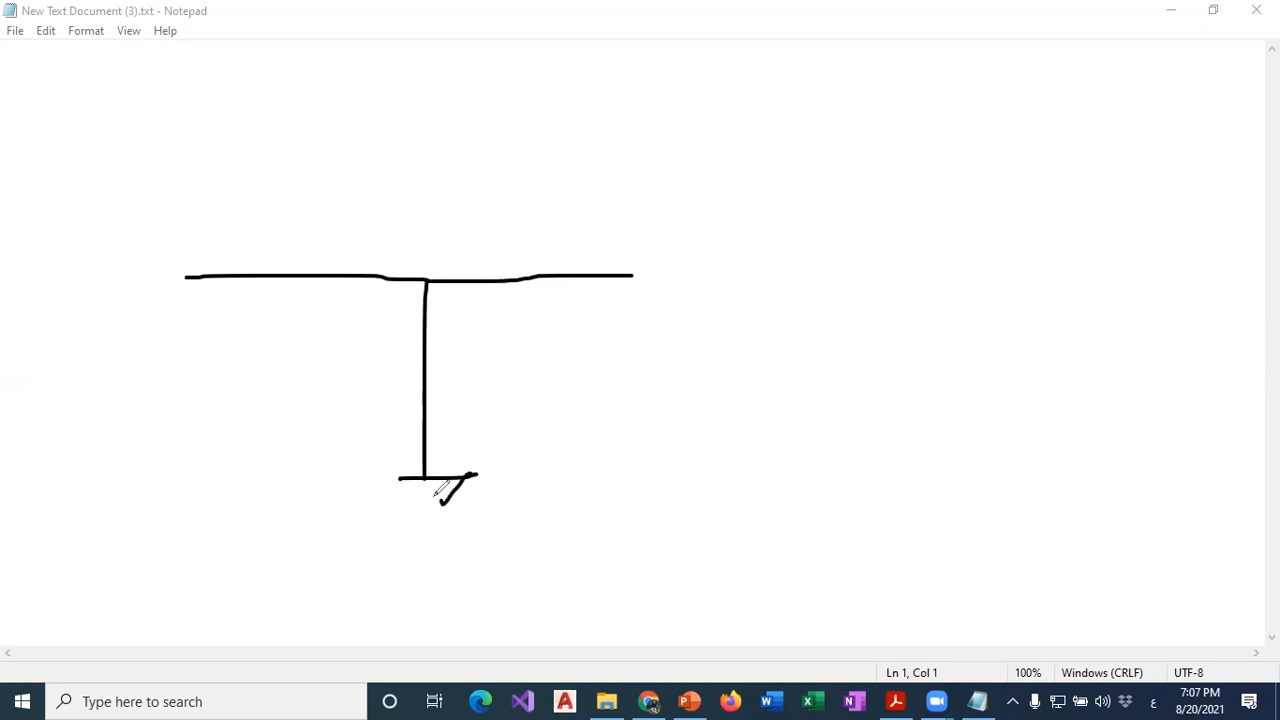 New Text Document (3).txt - Notepad
File Edit Format View Help
Ln 1, Col 1 100% Windows (CRLF) UTF-8
Type here to search
ع
7:07 PM
8/20/2021